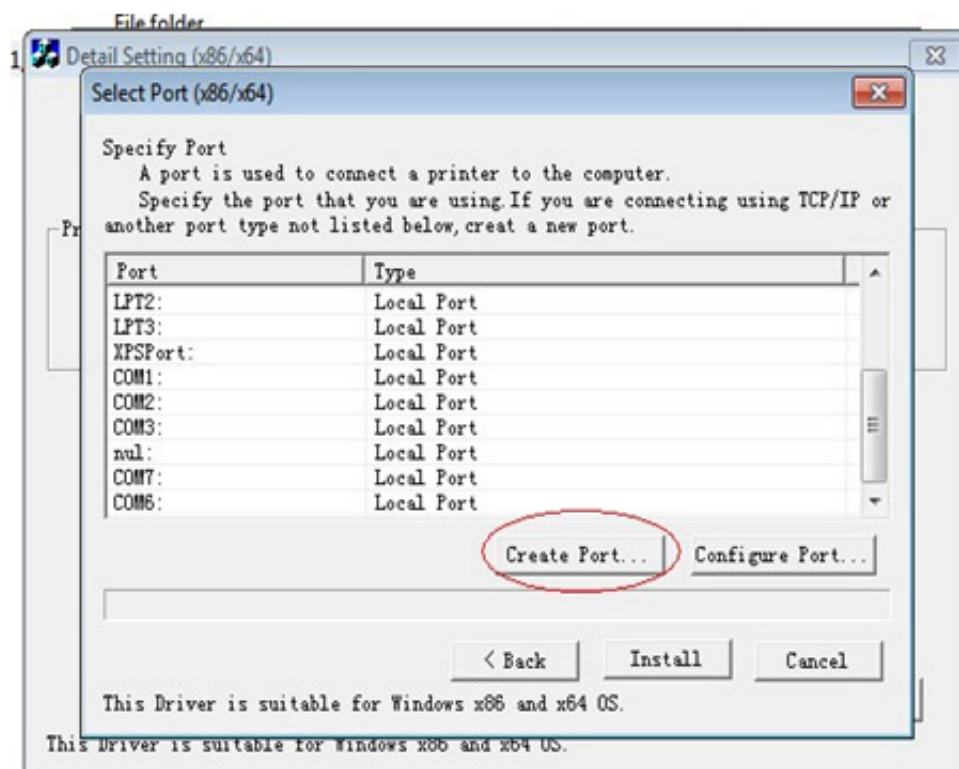 File folder
1
Detail Setting (x86/x64)
Select Port (x86/x64)
Specify Port
A port is used to connect a printer to the computer.
Specify the port that you are using.If you are connecting using TCP/IP or
another port type not listed below,creat a new port.
Pr
Port Type
LPT2: Local Port
LPT3: Local Port
XPSPort: Local Port
COM1: Local Port
COM2: Local Port
COM3: Local Port
nul: Local Port
COM7: Local Port
COM6: Local Port
Create Port... Configure Port...
< Back Install Cancel
This Driver is suitable for Windows x86 and x64 OS.
This Driver is suitable for Windows x86 and x64 OS.